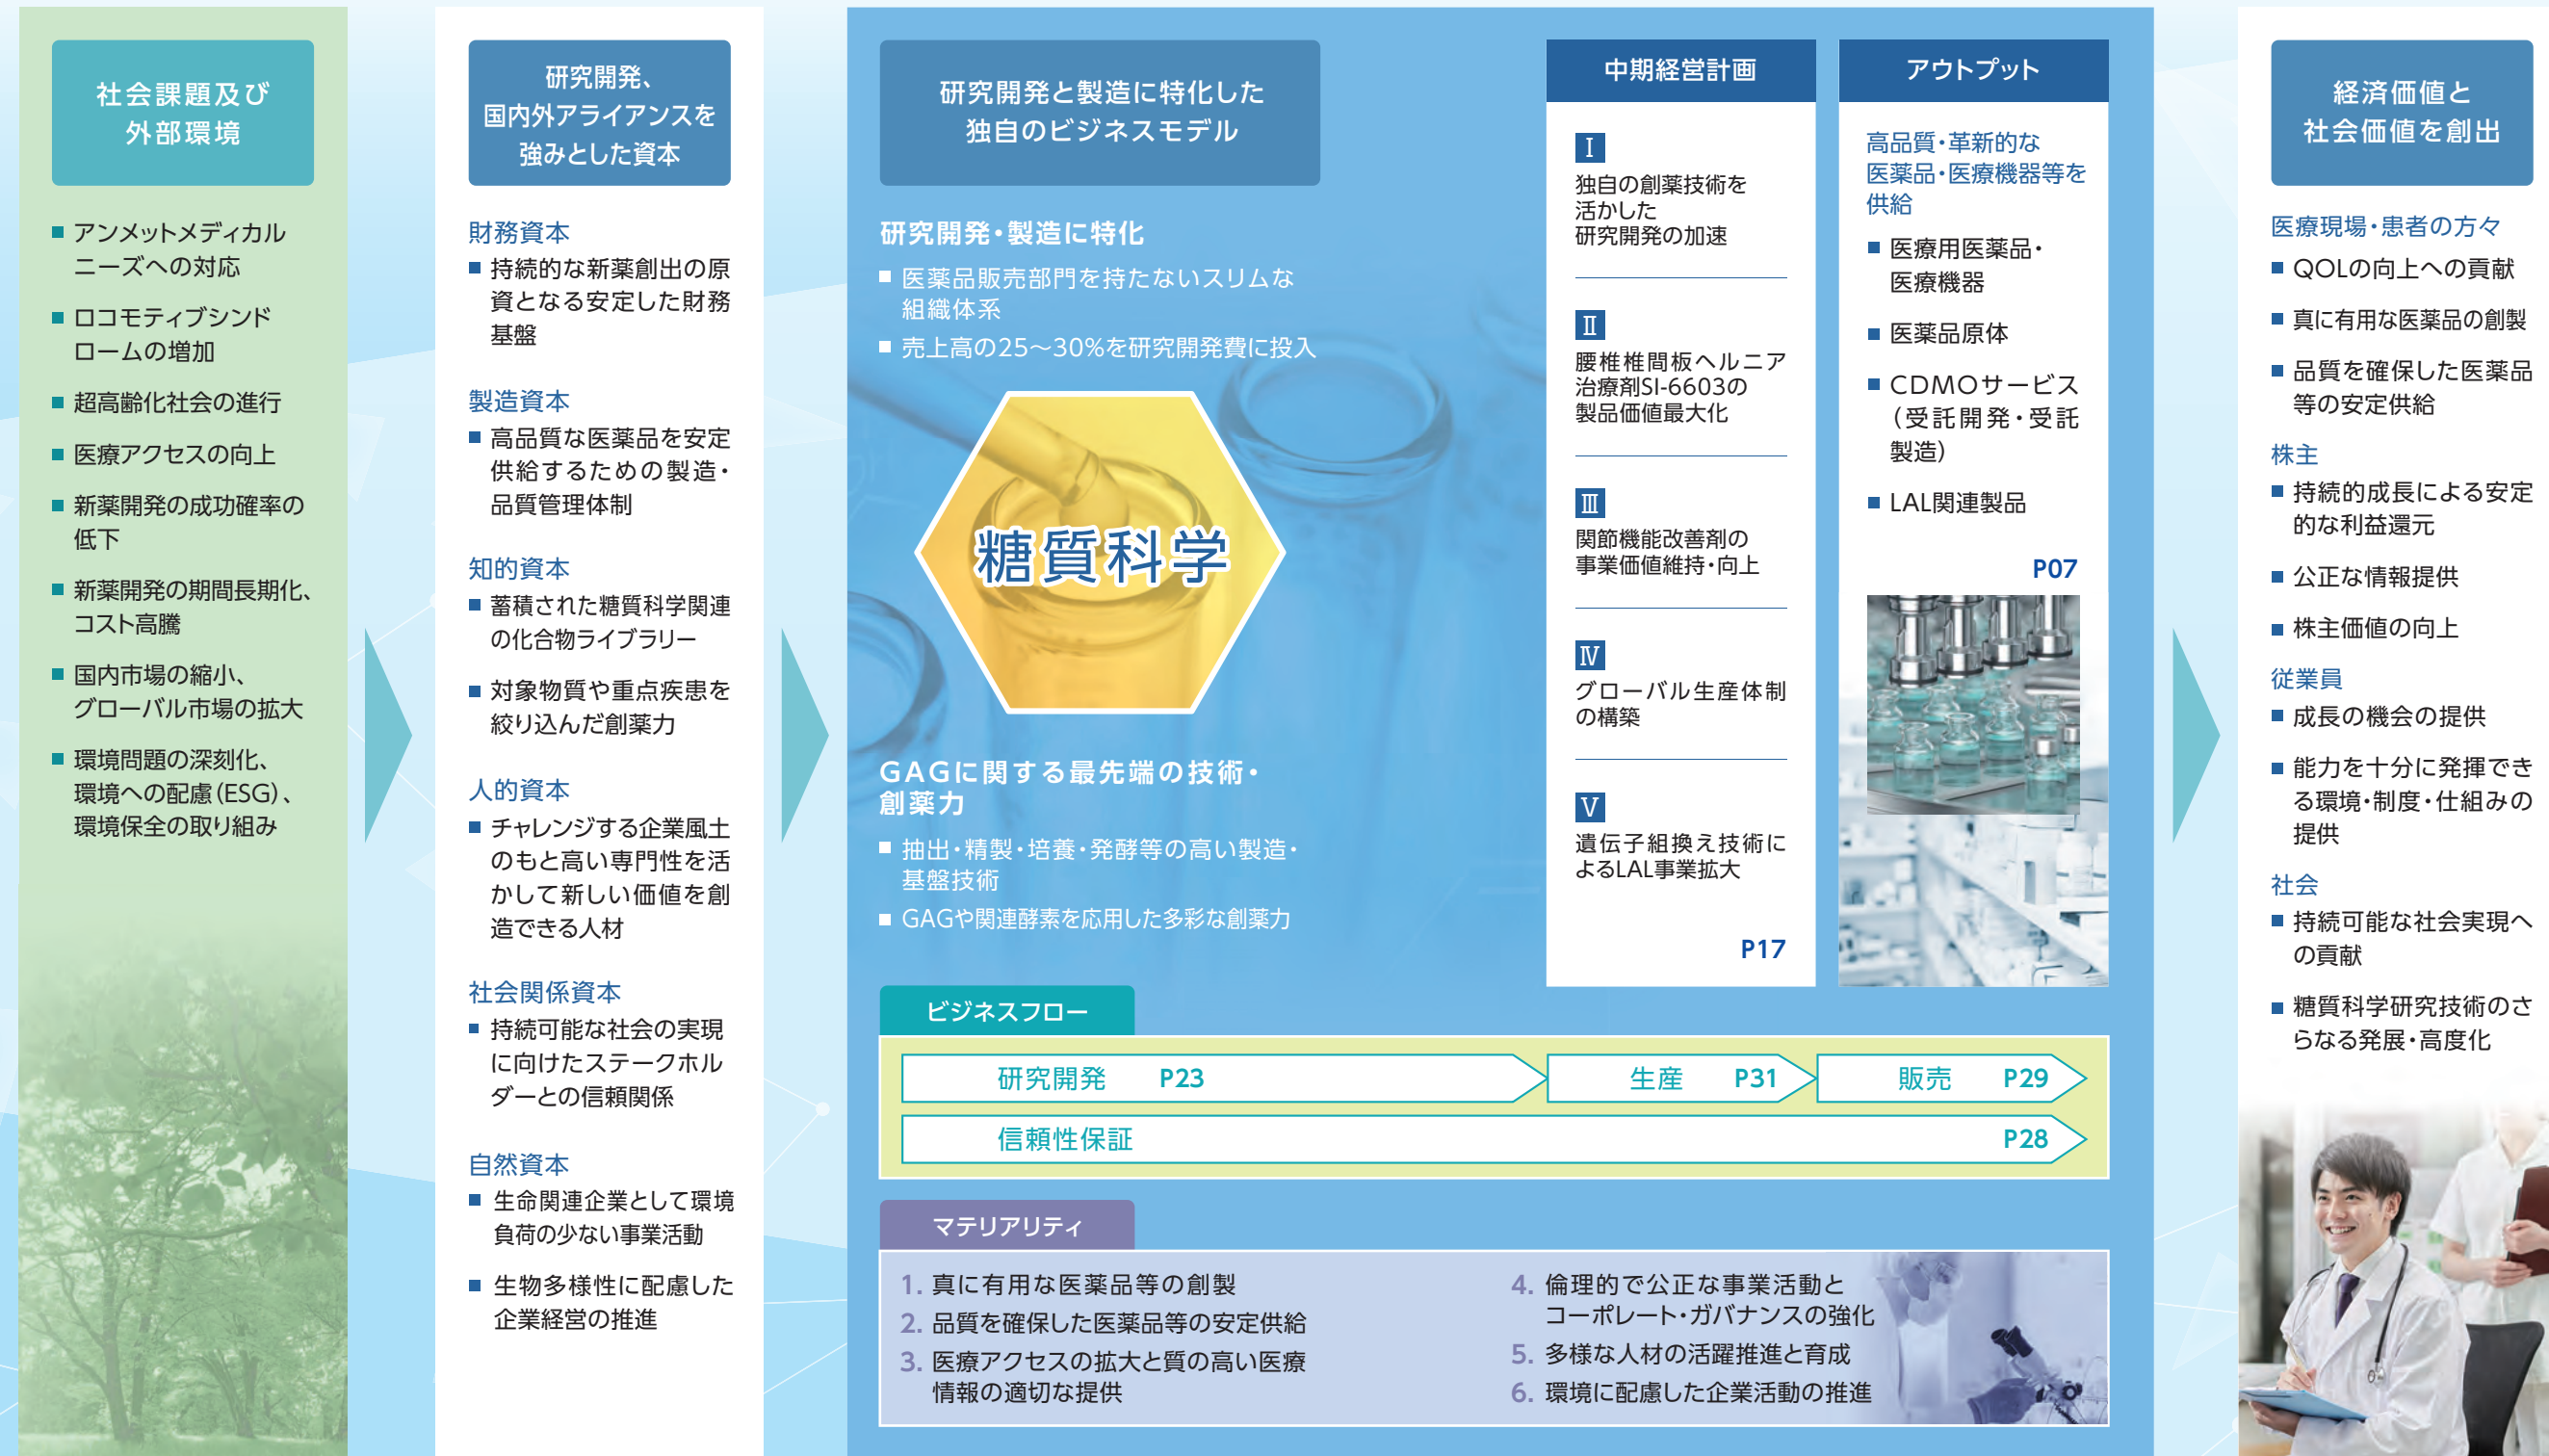 社会課題及び
外部環境
■ アンメットメディカル
ニーズへの対応
■ ロコモティブシンド
ロームの増加
■ 超高齢化社会の進行
■ 医療アクセスの向上
■ 新薬開発の成功確率の
低下
■ 新薬開発の期間長期化、
コスト高騰
■ 国内市場の縮小、
グローバル市場の拡大
■ 環境問題の深刻化、
環境への配慮（ESG）、
環境保全の取り組み
研究開発、
国内外アライアンスを
強みとした資本
財務資本
■ 持続的な新薬創出の原
資となる安定した財務
基盤
製造資本
■ 高品質な医薬品を安定
供給するための製造・
品質管理体制
知的資本
■ 蓄積された糖質科学関連
の化合物ライブラリー
■ 対象物質や重点疾患を
絞り込んだ創薬力
人的資本
■ チャレンジする企業風土
のもと高い専門性を活
かして新しい価値を創
造できる人材
社会関係資本
■ 持続可能な社会の実現
に向けたステークホル
ダーとの信頼関係
自然資本
■ 生命関連企業として環境
負荷の少ない事業活動
■ 生物多様性に配慮した
企業経営の推進
研究開発と製造に特化した
独自のビジネスモデル
研究開発・製造に特化
■ 医薬品販売部門を持たないスリムな
組織体系
■ 売上高の25～30%を研究開発費に投入
糖質科学
GAGに関する最先端の技術・
創薬力
■ 抽出・精製・培養・発酵等の高い製造・
基盤技術
■ GAGや関連酵素を応用した多彩な創薬力
中期経営計画
Ⅰ
独自の創薬技術を
活かした
研究開発の加速
Ⅱ
腰椎椎間板ヘルニア
治療剤SI-6603の
製品価値最大化
Ⅲ
関節機能改善剤の
事業価値維持・向上
Ⅳ
グローバル生産体制
の構築
Ⅴ
遺伝子組換え技術に
よるLAL事業拡大
P17
アウトプット
高品質・革新的な
医薬品・医療機器等を
供給
■ 医療用医薬品・
医療機器
■ 医薬品原体
■ CDMOサービス
（受託開発・受託
製造）
■ LAL関連製品
P07
ビジネスフロー
研究開発 P23
生産 P31
販売 P29
信頼性保証 P28
マテリアリティ
1. 真に有用な医薬品等の創製
2. 品質を確保した医薬品等の安定供給
3. 医療アクセスの拡大と質の高い医療
情報の適切な提供
4. 倫理的で公正な事業活動と
コーポレート・ガバナンスの強化
5. 多様な人材の活躍推進と育成
6. 環境に配慮した企業活動の推進
経済価値と
社会価値を創出
医療現場・患者の方々
■ QOLの向上への貢献
■ 真に有用な医薬品の創製
■ 品質を確保した医薬品
等の安定供給
株主
■ 持続的成長による安定
的な利益還元
■ 公正な情報提供
■ 株主価値の向上
従業員
■ 成長の機会の提供
■ 能力を十分に発揮でき
る環境・制度・仕組みの
提供
社会
■ 持続可能な社会実現へ
の貢献
■ 糖質科学研究技術のさ
らなる発展・高度化